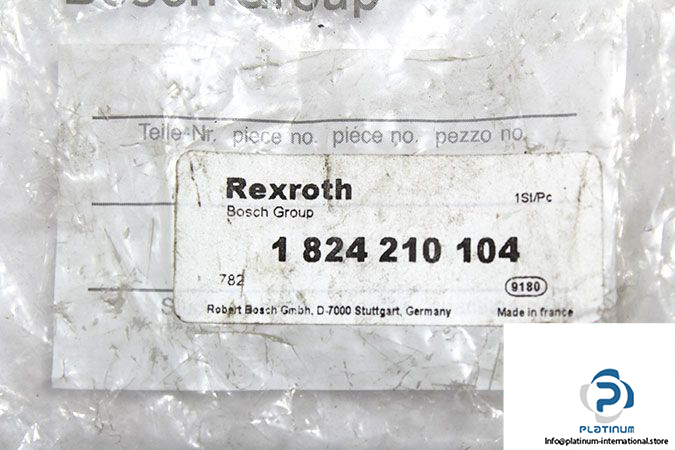 Bosch Group
Teile-Nr. piece no. piéce no. pezzo no.
Rexroth
1St/Pc
Bosch Group
1 824 210 104
782
9180
Robert Bosch Gmbh, D-7000 Stuttgart, Germany
Made in france
PLATINUM
Info@platinum-international.store